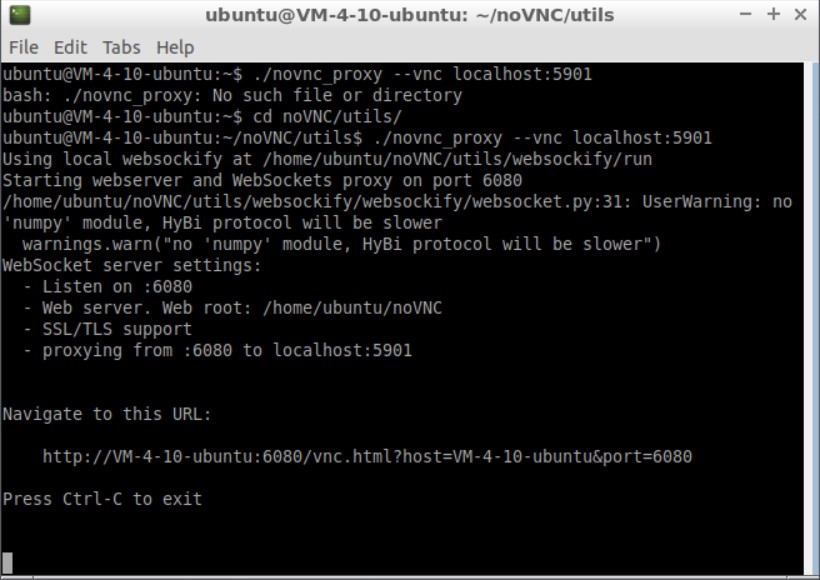 ubuntu@VM-4-10-ubuntu: ~/noVNC/utils
File Edit Tabs Help
ubuntu@VM-4-10-ubuntu:~$ ./novnc_proxy --vnc localhost:5901
bash: ./novnc_proxy: No such file or directory
ubuntu@VM-4-10-ubuntu:~$ cd noVNC/utils/
ubuntu@VM-4-10-ubuntu:~/noVNC/utils$ ./novnc_proxy --vnc localhost:5901
Using local websockify at /home/ubuntu/noVNC/utils/websockify/run
Starting webserver and WebSockets proxy on port 6080
/home/ubuntu/noVNC/utils/websockify/websockify/websocket.py:31: UserWarning: no
'numpy' module, HyBi protocol will be slower
  warnings.warn("no 'numpy' module, HyBi protocol will be slower")
WebSocket server settings:
  - Listen on :6080
  - Web server. Web root: /home/ubuntu/noVNC
  - SSL/TLS support
  - proxying from :6080 to localhost:5901
Navigate to this URL:
    http://VM-4-10-ubuntu:6080/vnc.html?host=VM-4-10-ubuntu&port=6080
Press Ctrl-C to exit